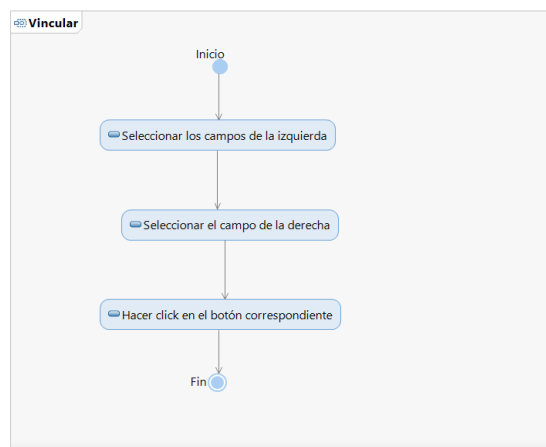 Vincular
Inicio
Seleccionar los campos de la izquierda
Seleccionar el campo de la derecha
Hacer click en el botón correspondiente
Fin